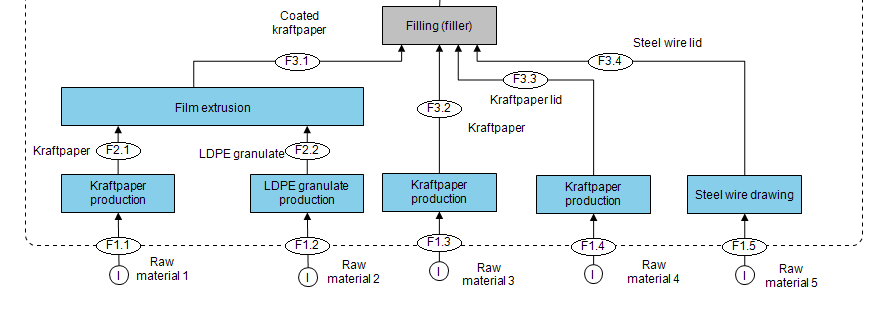 Coated
kraftpaper
Filling (filler)
Steel wire lid
F3.1
F3.4
F3.3
Kraftpaper lid
Film extrusion
F3.2
Kraftpaper
Kraftpaper
F2.1
LDPE granulate
F2.2
Kraftpaper
production
LDPE granulate
production
Kraftpaper
production
Kraftpaper
production
Steel wire drawing
F1.1
F1.2
F1.3
F1.4
F1.5
I
Raw
material 1
I
Raw
material 2
I
Raw
material 3
I
Raw
material 4
I
Raw
material 5